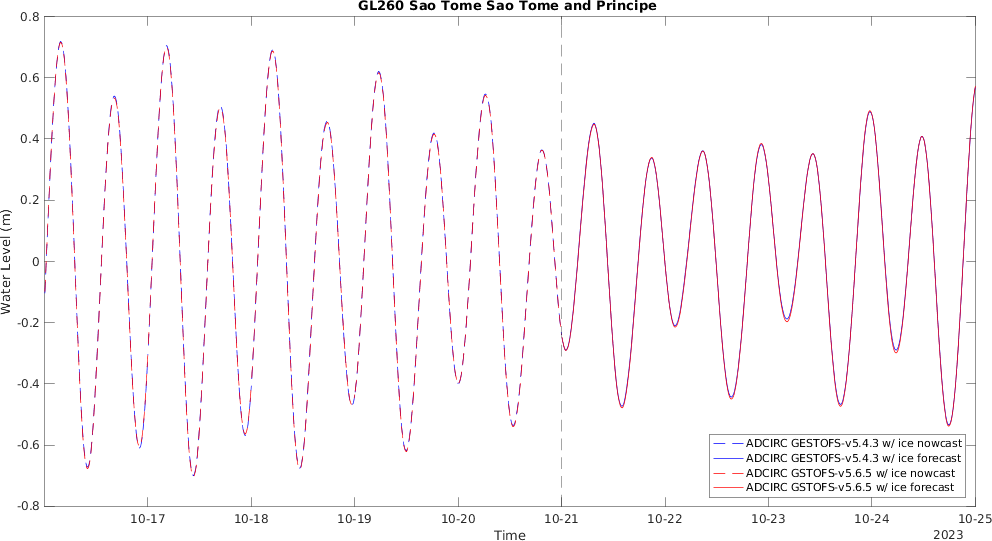 GL260 Sao Tome Sao Tome and Principe
0.8
0.6
0.4
0.2
0
-0.2
-0.4
-0.6
-0.8
Water Level (m)
ADCIRC GESTOFS-v5.4.3 w/ ice nowcast
ADCIRC GESTOFS-v5.4.3 w/ ice forecast
ADCIRC GSTOFS-v5.6.5 w/ ice nowcast
ADCIRC GSTOFS-v5.6.5 w/ ice forecast
10-17 10-18 10-19 10-20 10-21 10-22 10-23 10-24 10-25
Time
2023